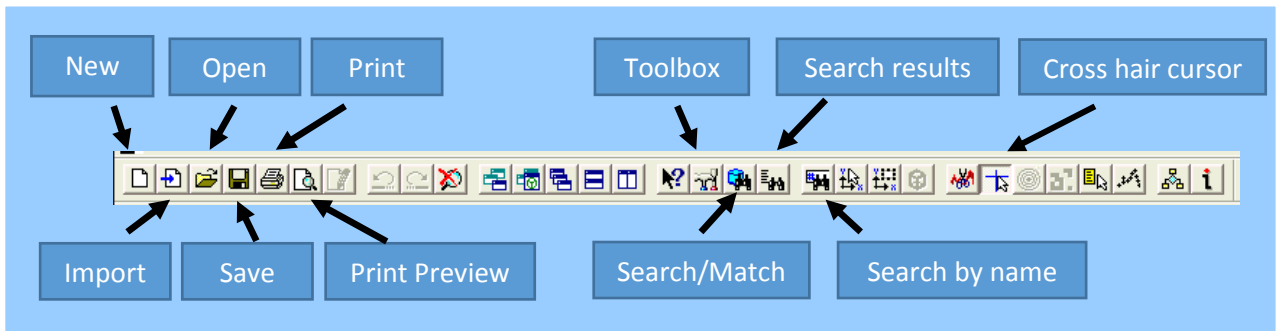 New
Open
Print
Toolbox
Search results
Cross hair cursor
Import
Save
Print Preview
Search/Match
Search by name